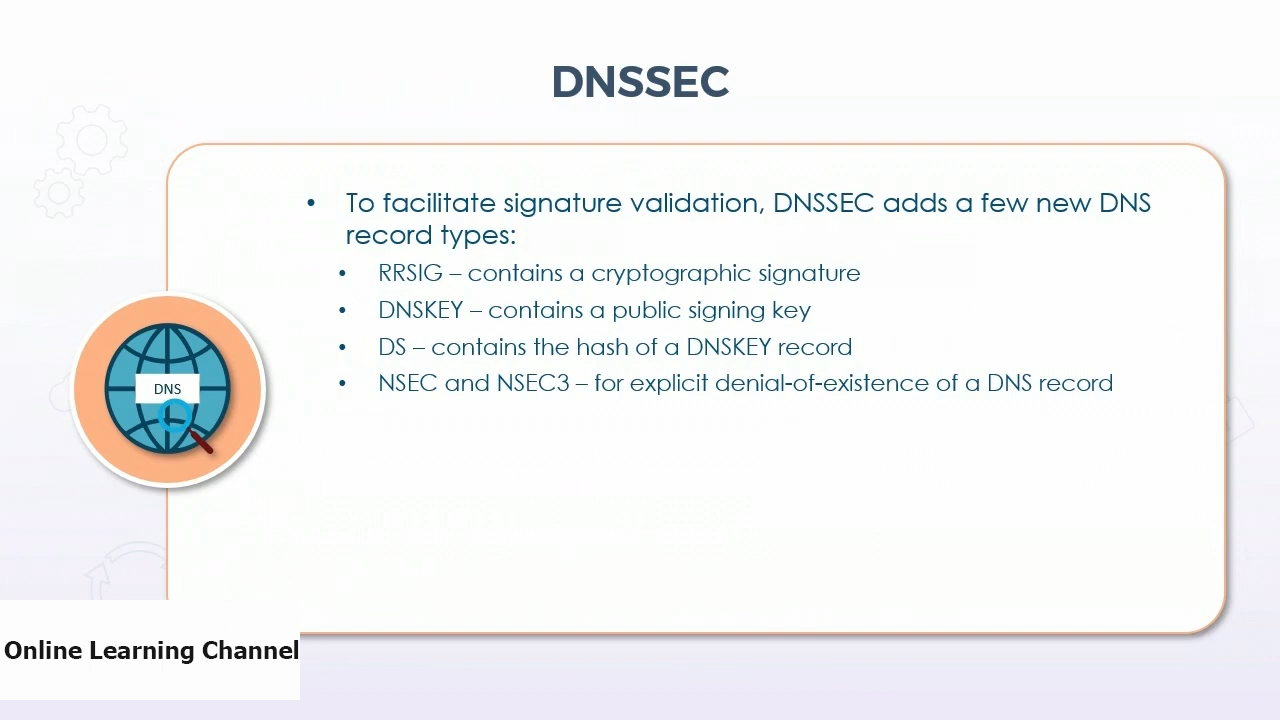 DNSSEC
• To facilitate signature validation, DNSSEC adds a few new DNS
record types:
• RRSIG – contains a cryptographic signature
• DNSKEY – contains a public signing key
• DS – contains the hash of a DNSKEY record
• NSEC and NSEC3 – for explicit denial-of-existence of a DNS record
DNS
Online Learning Channel